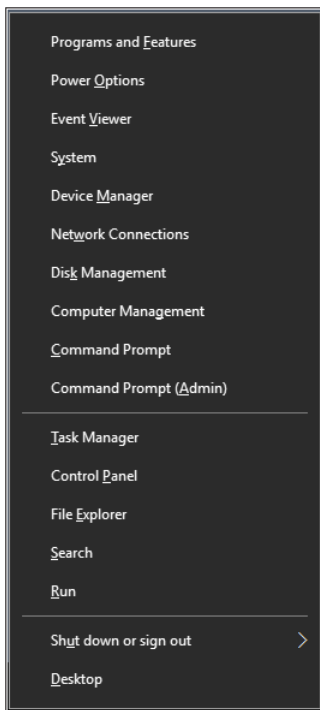 Programs and Features
Power Options
Event Viewer
System
Device Manager
Network Connections
Disk Management
Computer Management
Command Prompt
Command Prompt (Admin)
Task Manager
Control Panel
File Explorer
Search
Run
Shut down or sign out
Desktop